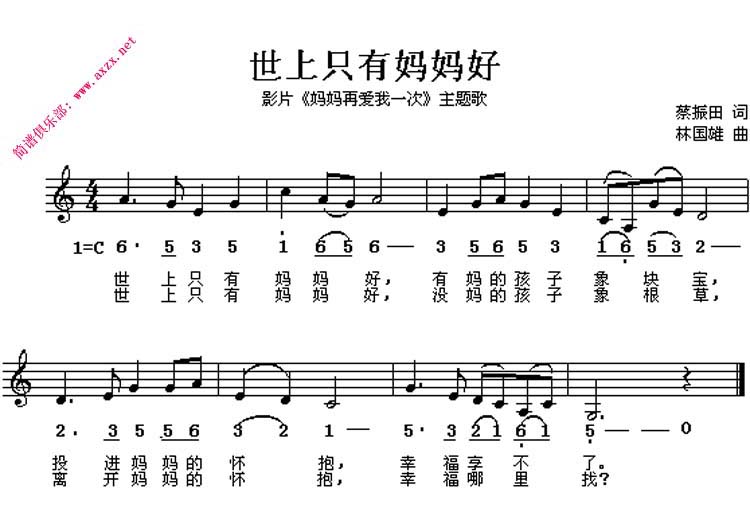 简谱俱乐部: www.axzx.net
世上只有妈妈好
影片《妈妈再爱我一次》主题歌
蔡振田 词
林国雄 曲
4
4
1=C 6· 5 3 5 1 6 5 6 — 3 5 6 5 3 1 6 5 3 2 —
世上只有妈妈好, 有妈的孩子象块宝,
世上只有妈妈好, 没妈的孩子象根草,
2. 3 5 5 6 3 2 1 — 5· 3 2 1 6 1 5 — 0
投进妈妈的怀抱, 幸福享不了。
离开妈妈的怀抱, 幸福哪里找?